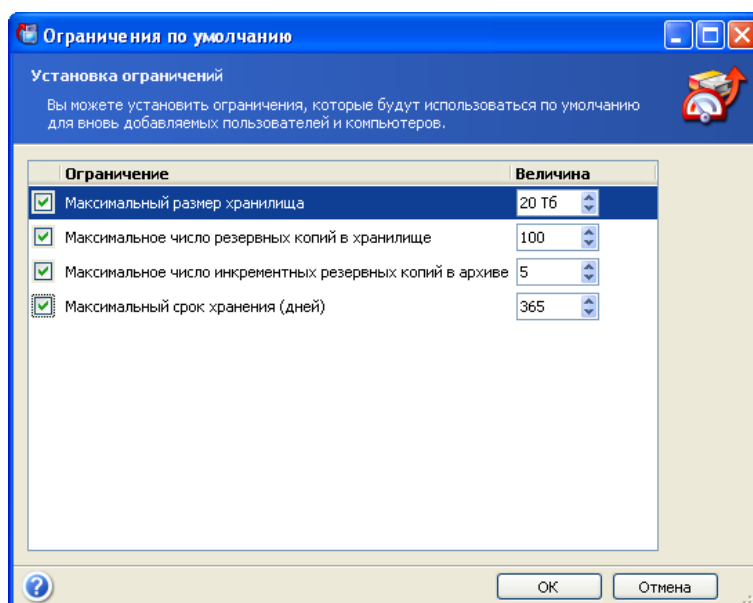 Ограничения по умолчанию
Установка ограничений
Вы можете установить ограничения, которые будут использоваться по умолчанию
для вновь добавляемых пользователей и компьютеров.
Ограничение Величина
Максимальный размер хранилища 20 Тб
Максимальное число резервных копий в хранилище 100
Максимальное число инкрементных резервных копий в архиве 5
Максимальный срок хранения (дней) 365
? ОК Отмена